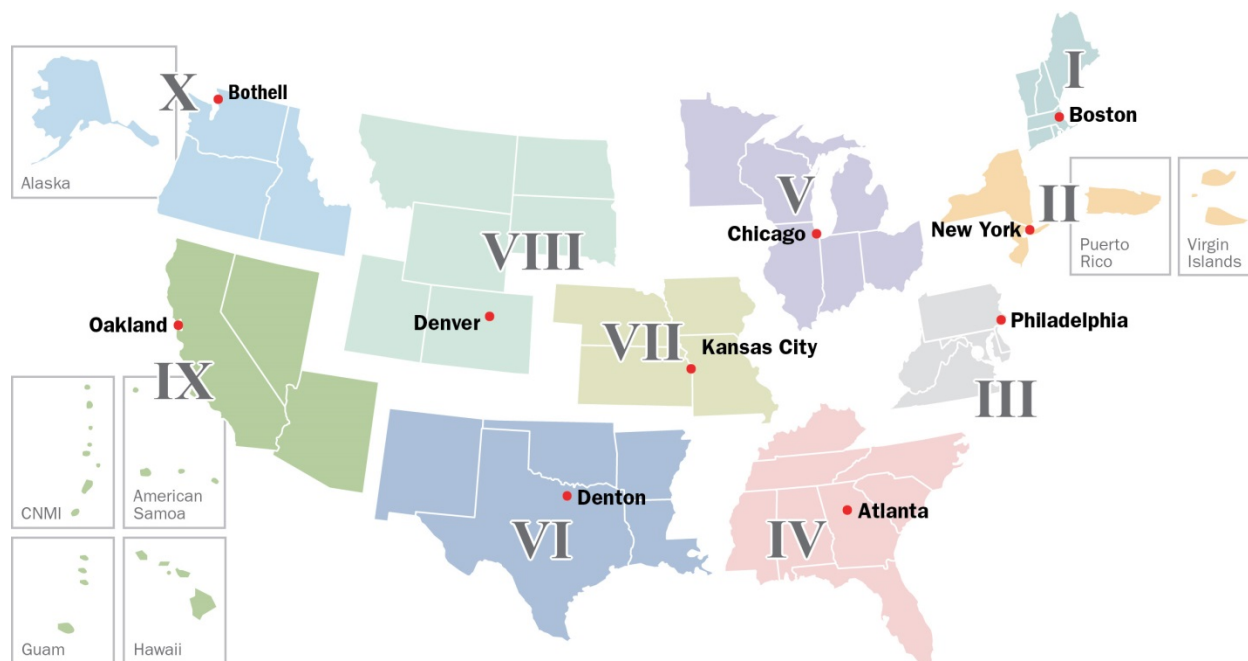 I
X
Bothell
Boston
Alaska
V
II
Chicago
New York
Puerto
Rico
Virgin
Islands
VIII
Oakland
Denver
Philadelphia
VII
Kansas City
IX
III
CNMI
American
Samoa
Denton
Atlanta
VI
IV
Guam
Hawaii